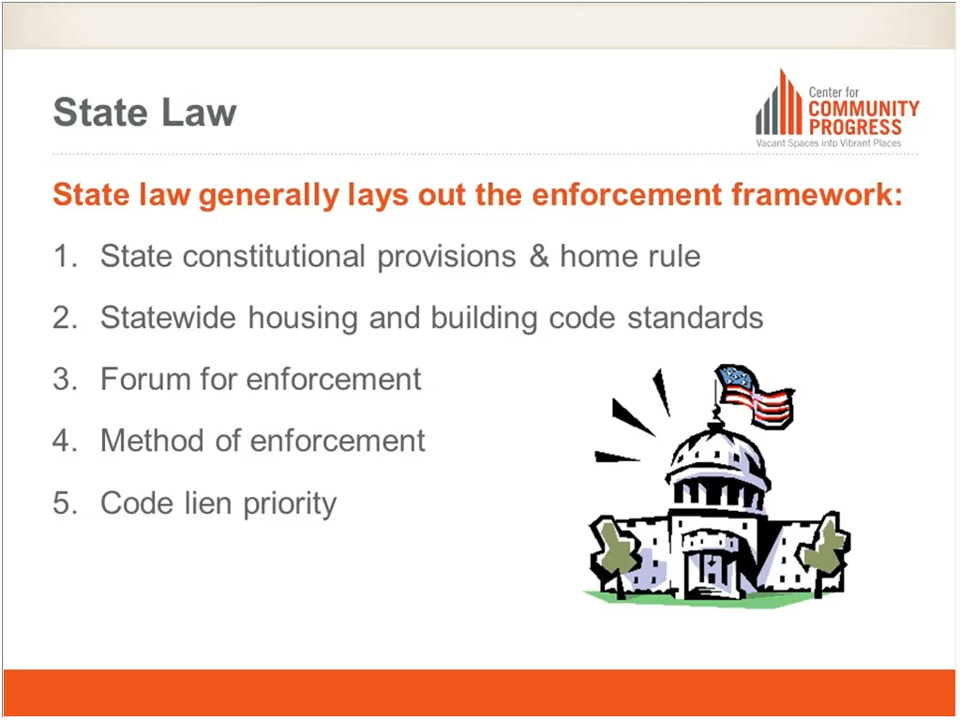 State Law
Center for
COMMUNITY
PROGRESS
Vacant Spaces into Vibrant Places
State law generally lays out the enforcement framework:
1. State constitutional provisions & home rule
2. Statewide housing and building code standards
3. Forum for enforcement
4. Method of enforcement
5. Code lien priority